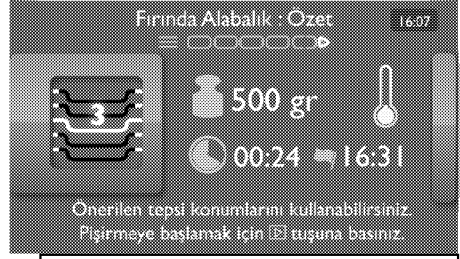 Fırında Alabalık : Özet
16:07
3
500 gr
00:24 16:31
Önerilen tepsi konumlarını kullanabilirsiniz.
Pişirmeye başlamak için tuşuna basınız.